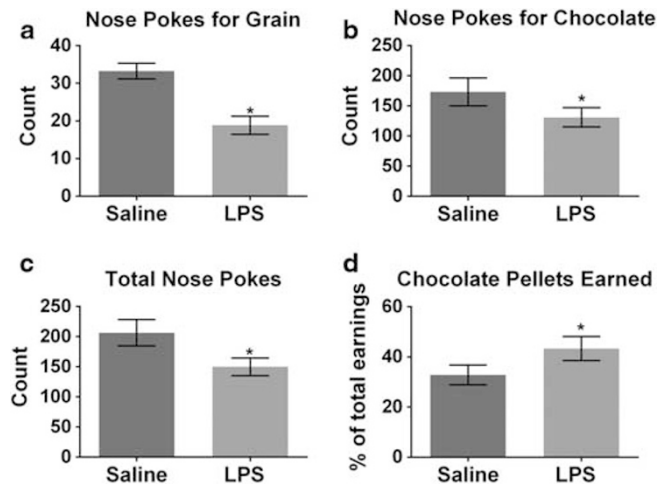 a Nose Pokes for Grain
Count
40
30
20
10
0
*
Saline LPS
b Nose Pokes for Chocolate
Count
250
200
150
100
50
0
*
Saline LPS
c Total Nose Pokes
Count
250
200
150
100
50
0
*
Saline LPS
d Chocolate Pellets Earned
% of total earnings
60
40
20
0
*
Saline LPS